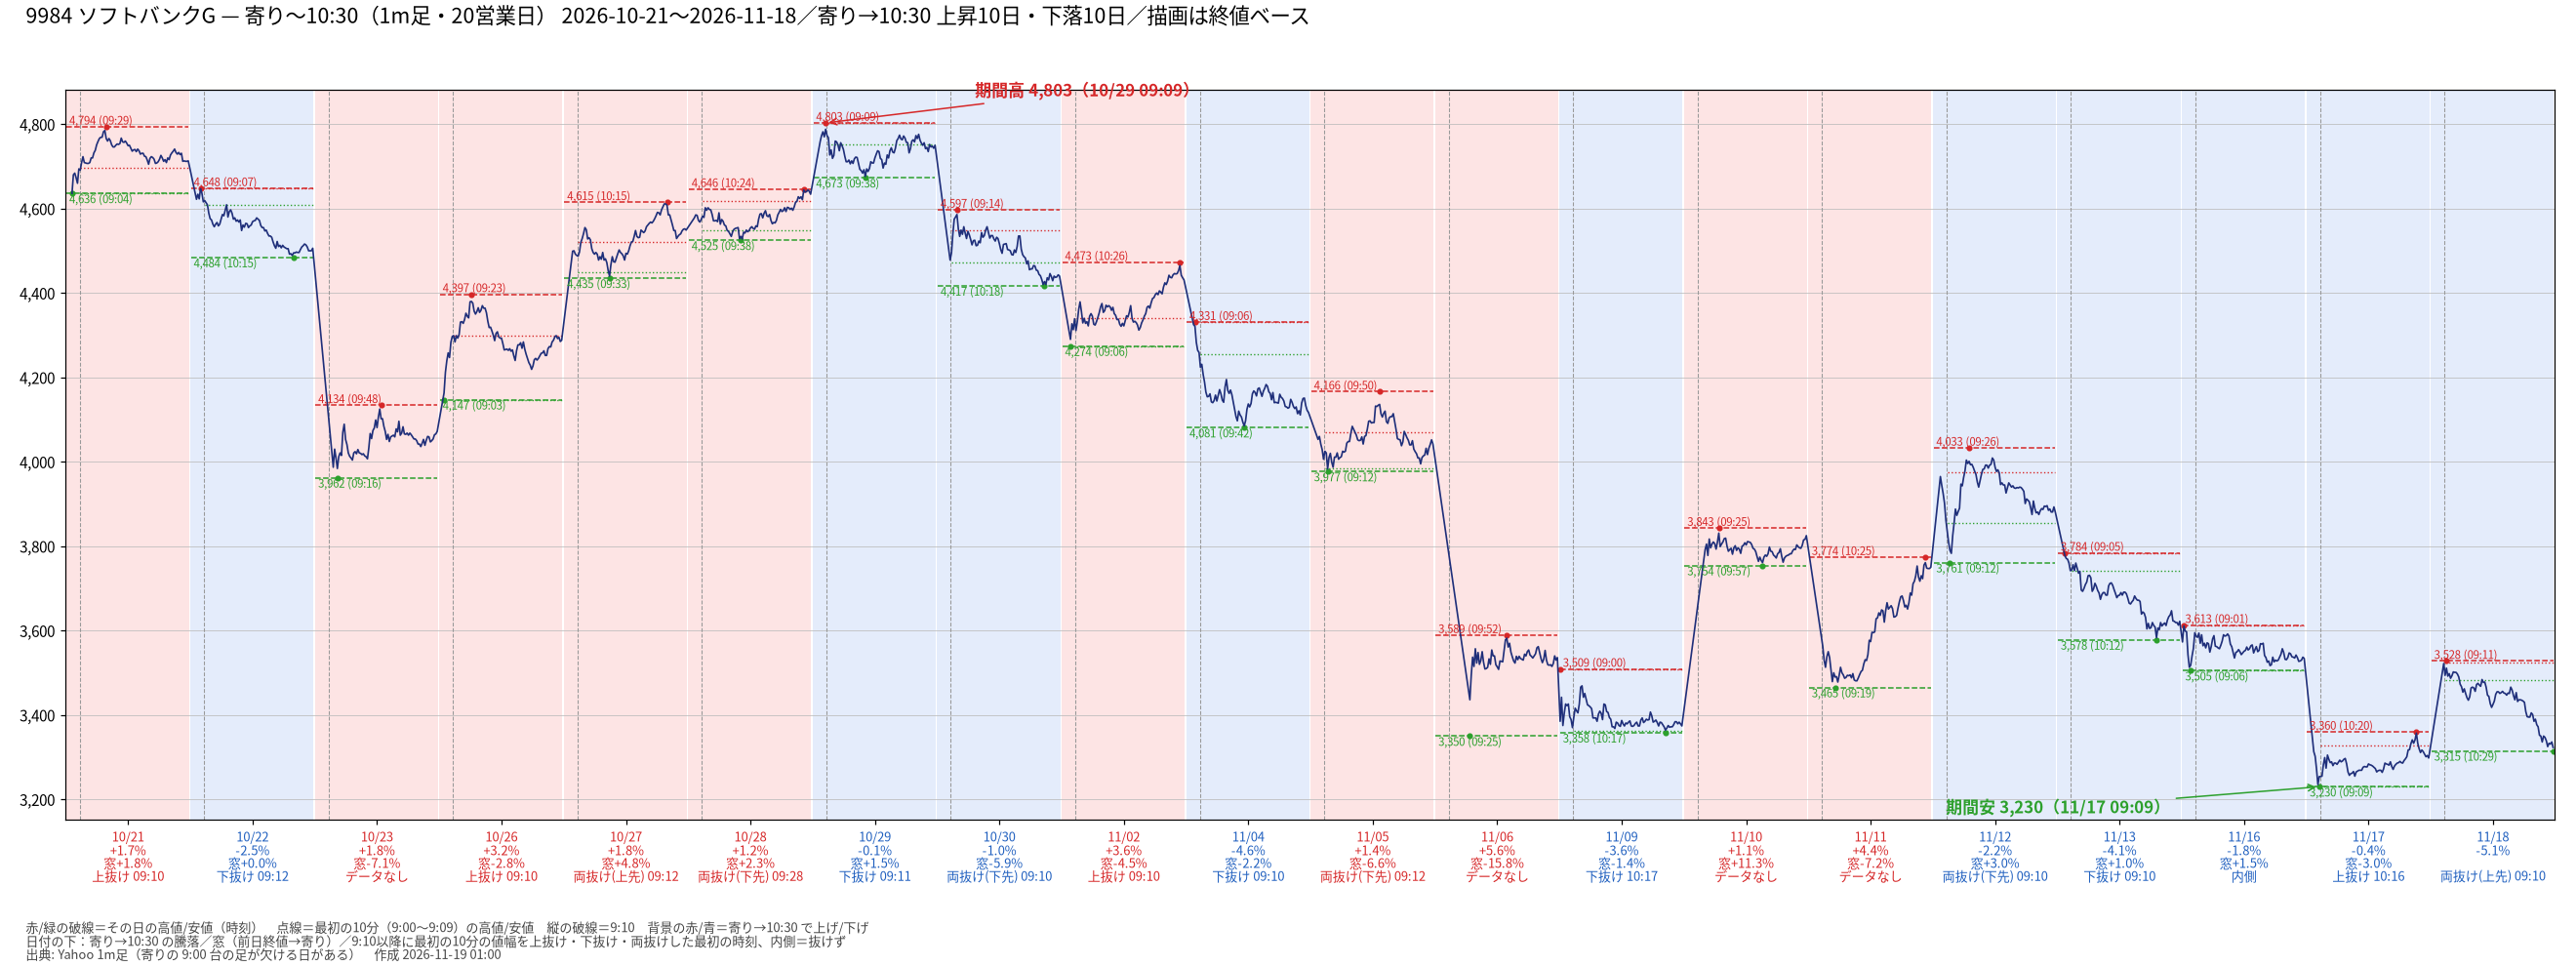 9984 ソフトバンクG — 寄り～10:30（1m足・20営業日） 2026-10-21～2026-11-18／寄り→10:30 上昇10日・下落10日／描画は終値ベース
期間高 4,803（10/29 09:09）
4,800
4,600
4,400
4,200
4,000
3,800
3,600
3,400
3,200
4,794 (09:29)
4,636 (09:04)
4,648 (09:07)
4,484 (10:15)
4,134 (09:48)
3,962 (09:16)
4,397 (09:23)
4,147 (09:03)
4,615 (10:15)
4,435 (09:33)
4,646 (10:24)
4,525 (09:38)
4,803 (09:09)
4,673 (09:38)
4,597 (09:14)
4,417 (10:18)
4,473 (10:26)
4,274 (09:06)
4,331 (09:06)
4,081 (09:42)
4,166 (09:50)
3,977 (09:12)
3,589 (09:52)
3,350 (09:25)
3,509 (09:00)
3,358 (10:17)
3,843 (09:25)
3,754 (09:57)
3,774 (10:25)
3,465 (09:19)
4,033 (09:26)
3,761 (09:12)
3,784 (09:05)
3,578 (10:12)
3,613 (09:01)
3,505 (09:06)
3,360 (10:20)
3,230 (09:09)
3,528 (09:11)
3,315 (10:29)
期間安 3,230（11/17 09:09）
10/21
+1.7%
窓+1.8%
上抜け 09:10
10/22
-2.5%
窓+0.0%
下抜け 09:12
10/23
+1.8%
窓-7.1%
データなし
10/26
+3.2%
窓-2.8%
上抜け 09:10
10/27
+1.8%
窓+4.8%
両抜け(上先) 09:12
10/28
+1.2%
窓+2.3%
両抜け(下先) 09:28
10/29
-0.1%
窓+1.5%
下抜け 09:11
10/30
-1.0%
窓-5.9%
両抜け(下先) 09:10
11/02
+3.6%
窓-4.5%
上抜け 09:10
11/04
-4.6%
窓-2.2%
下抜け 09:10
11/05
+1.4%
窓-6.6%
両抜け(下先) 09:12
11/06
+5.6%
窓-15.8%
データなし
11/09
-3.6%
窓-1.4%
下抜け 10:17
11/10
+1.1%
窓+11.3%
データなし
11/11
+4.4%
窓-7.2%
データなし
11/12
-2.2%
窓+3.0%
両抜け(下先) 09:10
11/13
-4.1%
窓+1.0%
下抜け 09:10
11/16
-1.8%
窓+1.5%
内側
11/17
-0.4%
窓-3.0%
上抜け 10:16
11/18
-5.1%
両抜け(上先) 09:10
赤/緑の破線＝その日の高値/安値（時刻）　点線＝最初の10分（9:00～9:09）の高値/安値　縦の破線＝9:10　背景の赤/青＝寄り→10:30 で上げ/下げ
日付の下：寄り→10:30 の騰落／窓（前日終値→寄り）／9:10以降に最初の10分の値幅を上抜け・下抜け・両抜けした最初の時刻、内側＝抜けず
出典: Yahoo 1m足（寄りの 9:00 台の足が欠ける日がある）　作成 2026-11-19 01:00